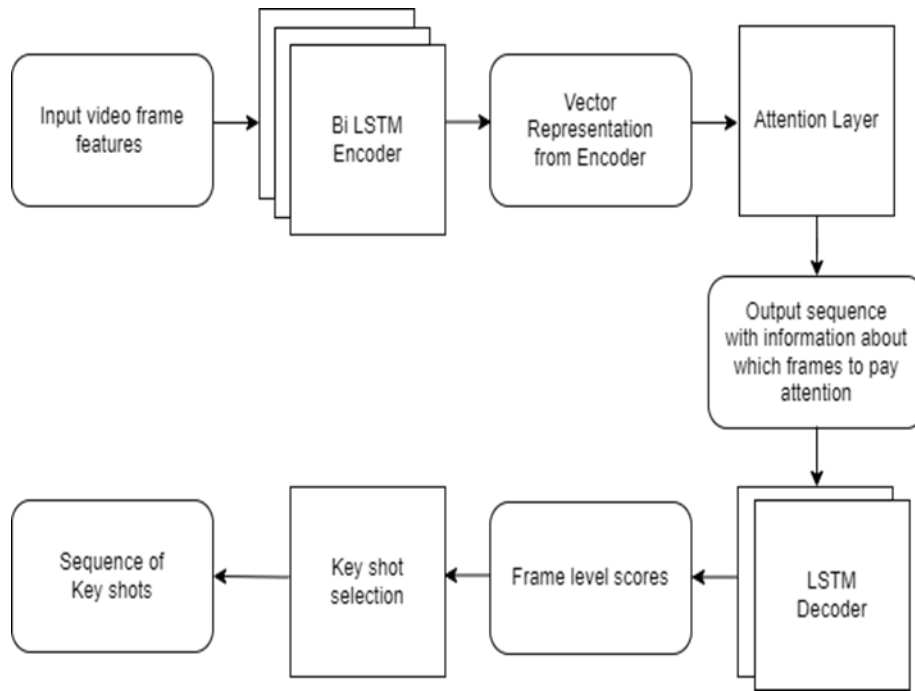 Input video frame
features
Bi LSTM
Encoder
Vector
Representation
from Encoder
Attention Layer
Output sequence
with information about
which frames to pay
attention
LSTM
Decoder
Frame level scores
Key shot
selection
Sequence of
Key shots